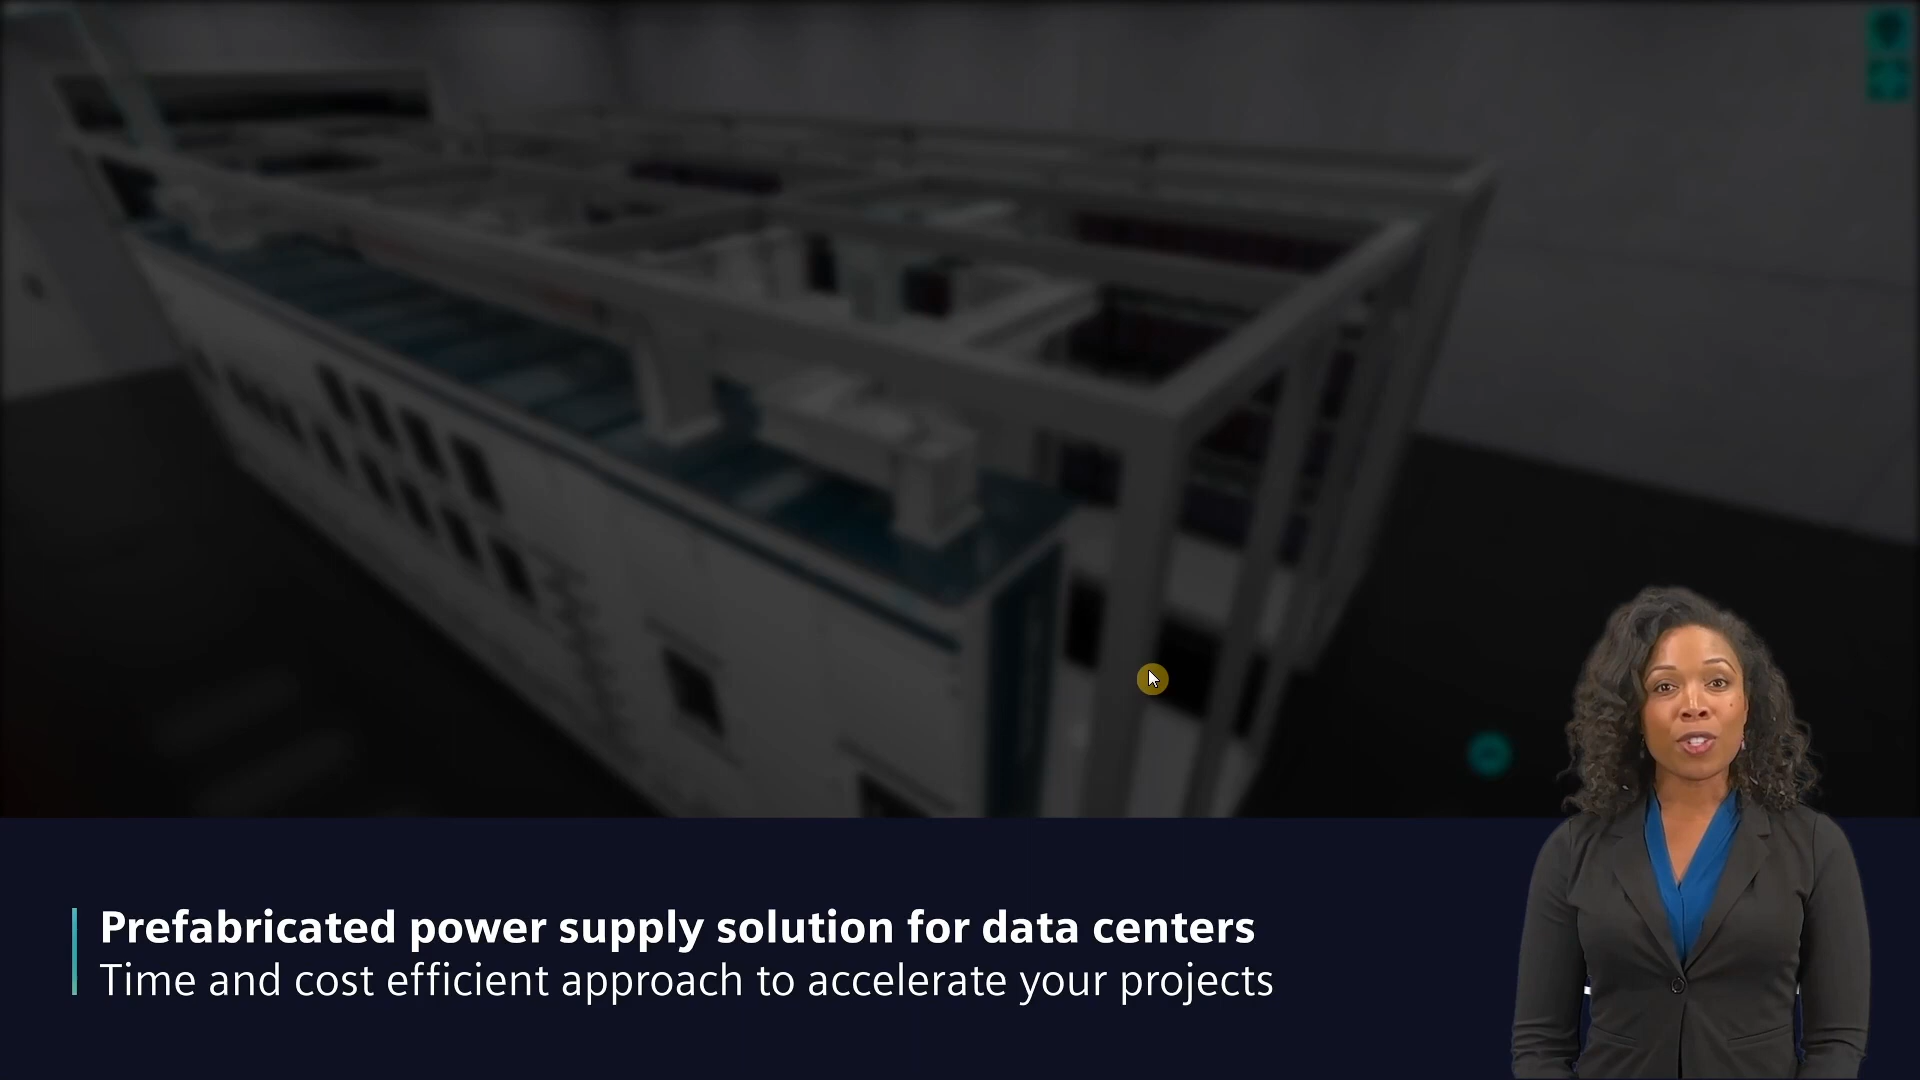 Prefabricated power supply solution for data centers
Time and cost efficient approach to accelerate your projects